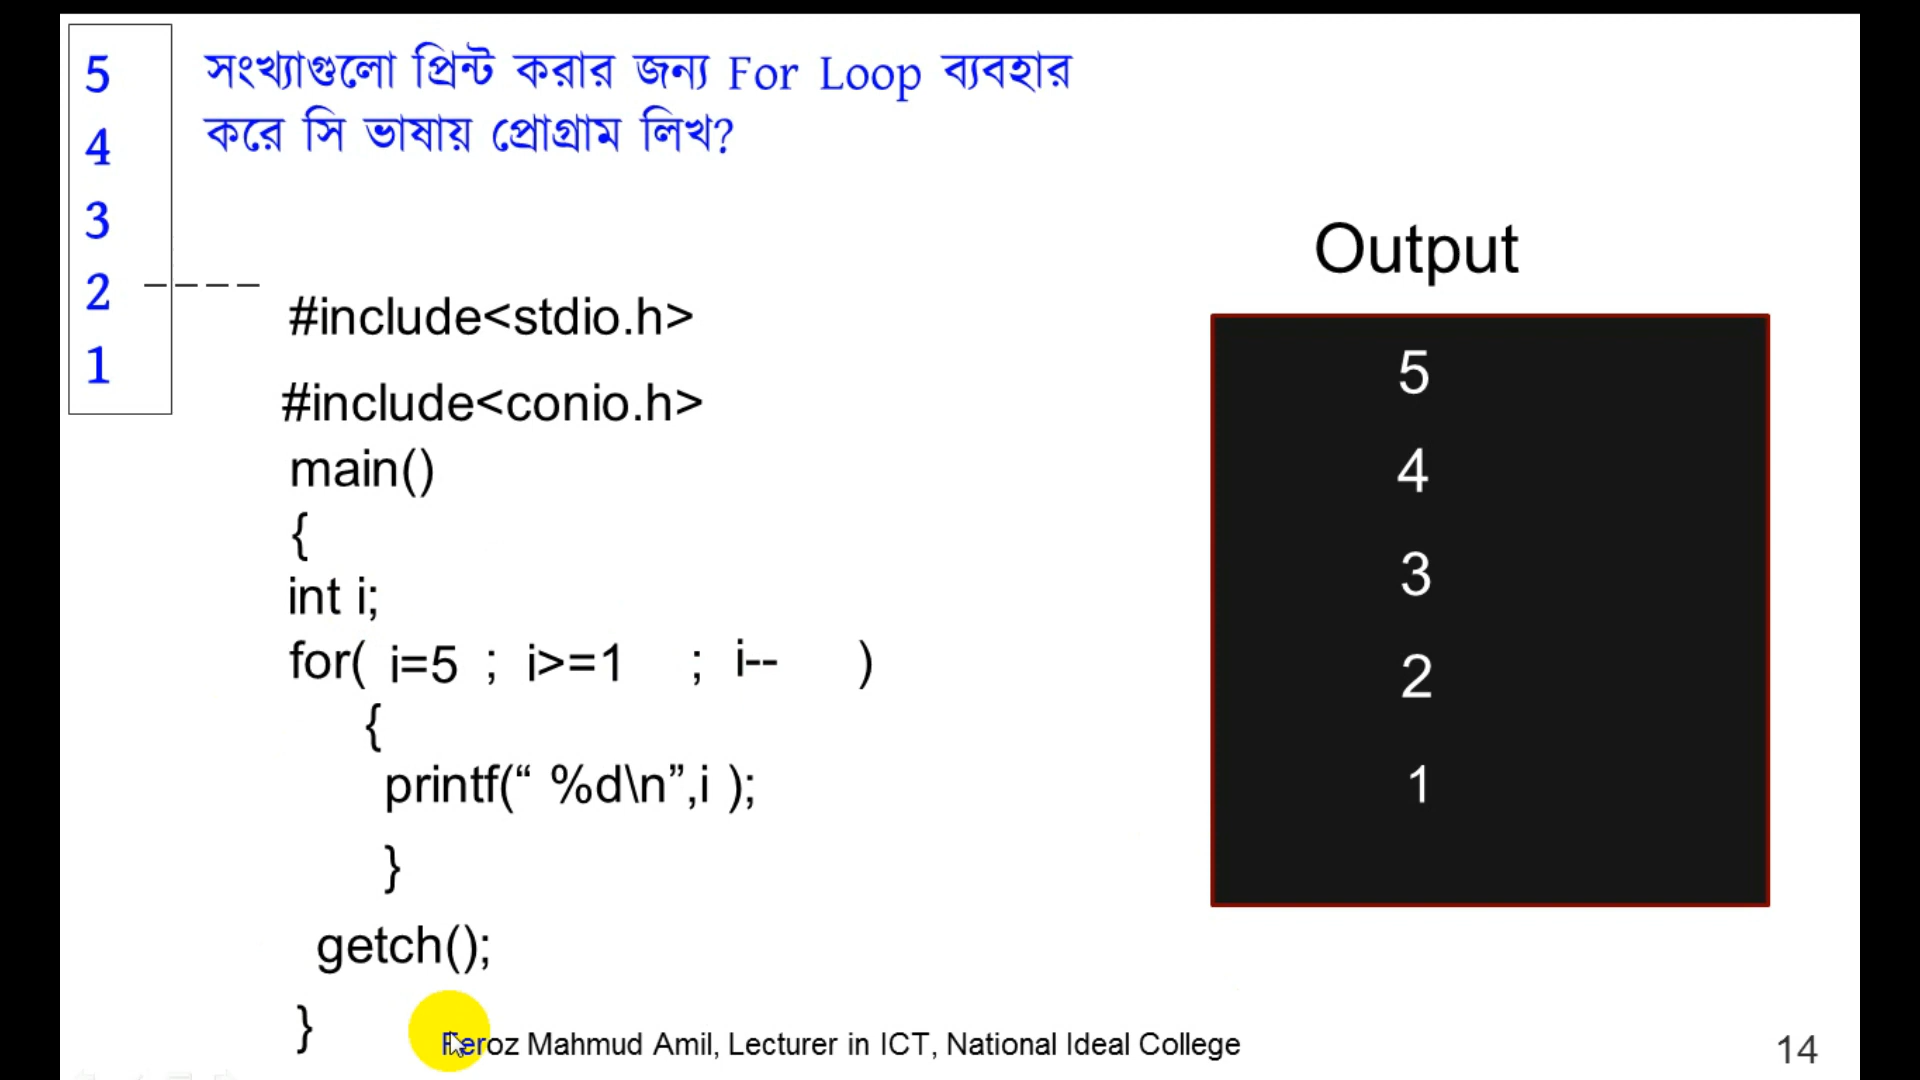 5
4
3
2
1
সংখ্যাগুলো প্রিন্ট করার জন্য For Loop ব্যবহার
করে সি ভাষায় প্রোগ্রাম লিখ?
#include<stdio.h>
#include<conio.h>
main()
{
int i;
for( i=5 ; i>=1 ; i-- )
{
printf(“ %d\n”,i );
}
getch();
}
Output
5
4
3
2
1
Feroz Mahmud Amil, Lecturer in ICT, National Ideal College
14